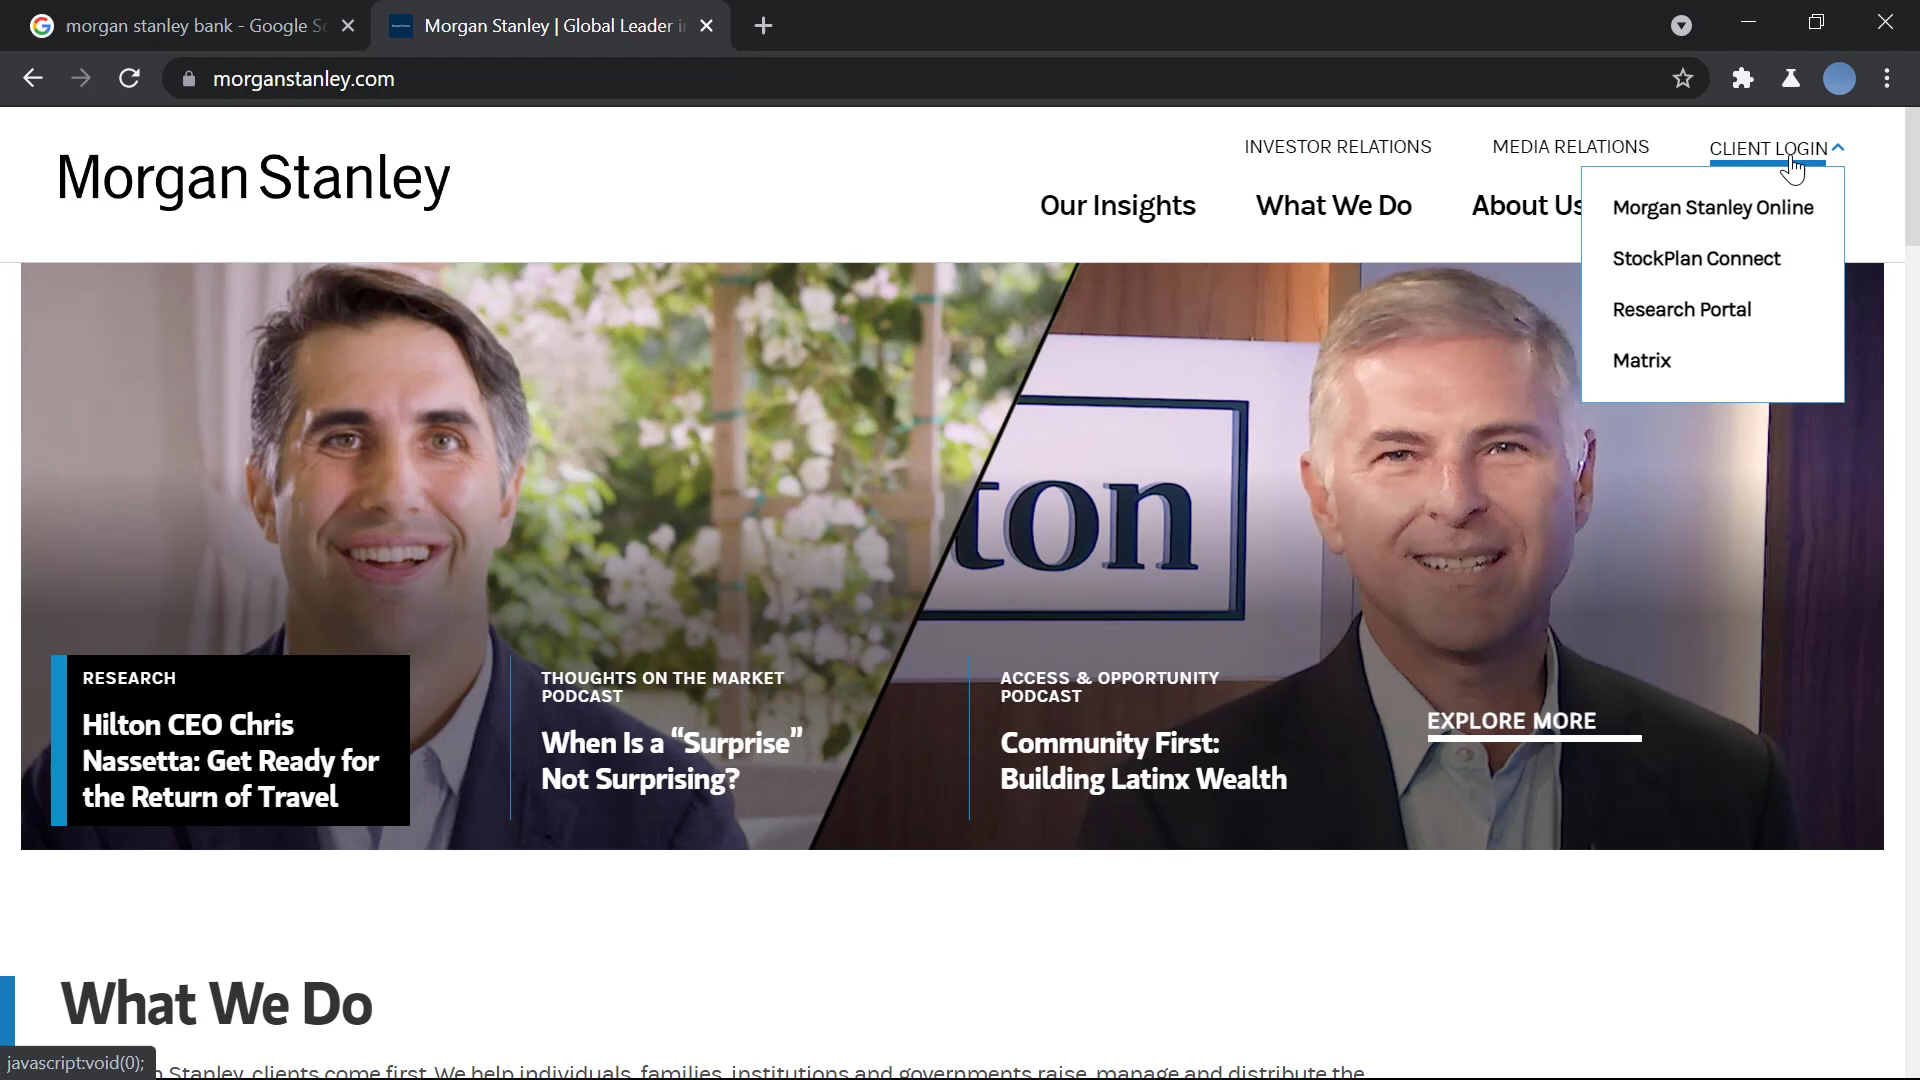 morgan stanley bank - Google Se
Morgan Stanley | Global Leader i
morganstanley.com
Morgan Stanley
INVESTOR RELATIONS
MEDIA RELATIONS
CLIENT LOGIN
Our Insights
What We Do
About Us
Morgan Stanley Online
StockPlan Connect
Research Portal
Matrix
ton
RESEARCH
Hilton CEO Chris
Nassetta: Get Ready for
the Return of Travel
THOUGHTS ON THE MARKET
PODCAST
When Is a “Surprise”
Not Surprising?
ACCESS & OPPORTUNITY
PODCAST
Community First:
Building Latinx Wealth
EXPLORE MORE
What We Do
javascript:void(0);
Stanley, clients come first. We help individuals, families, institutions and governments raise, manage and distribute the